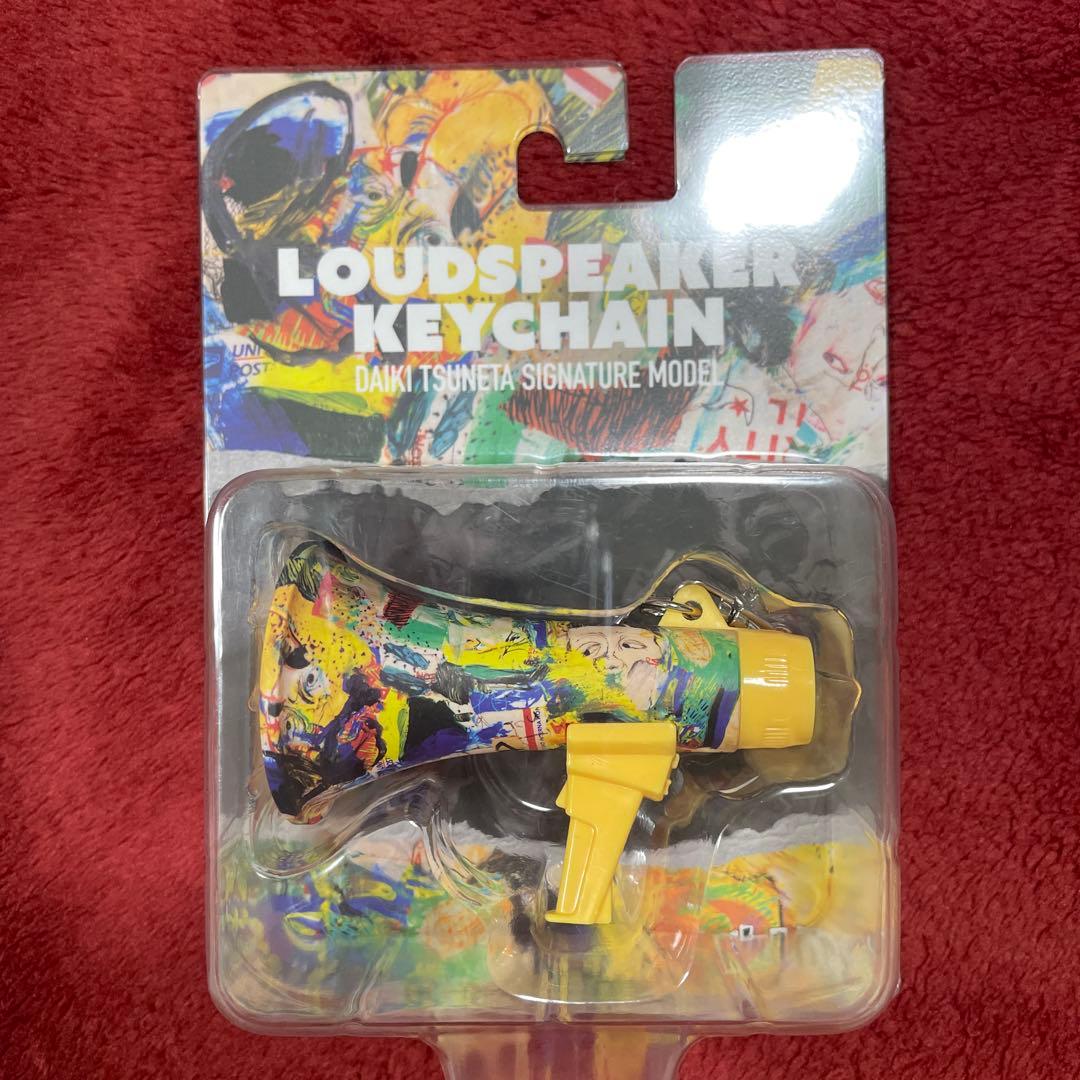 LOUDSPEAKER
KEYCHAIN
DAIKI TSUNETA SIGNATURE MODEL